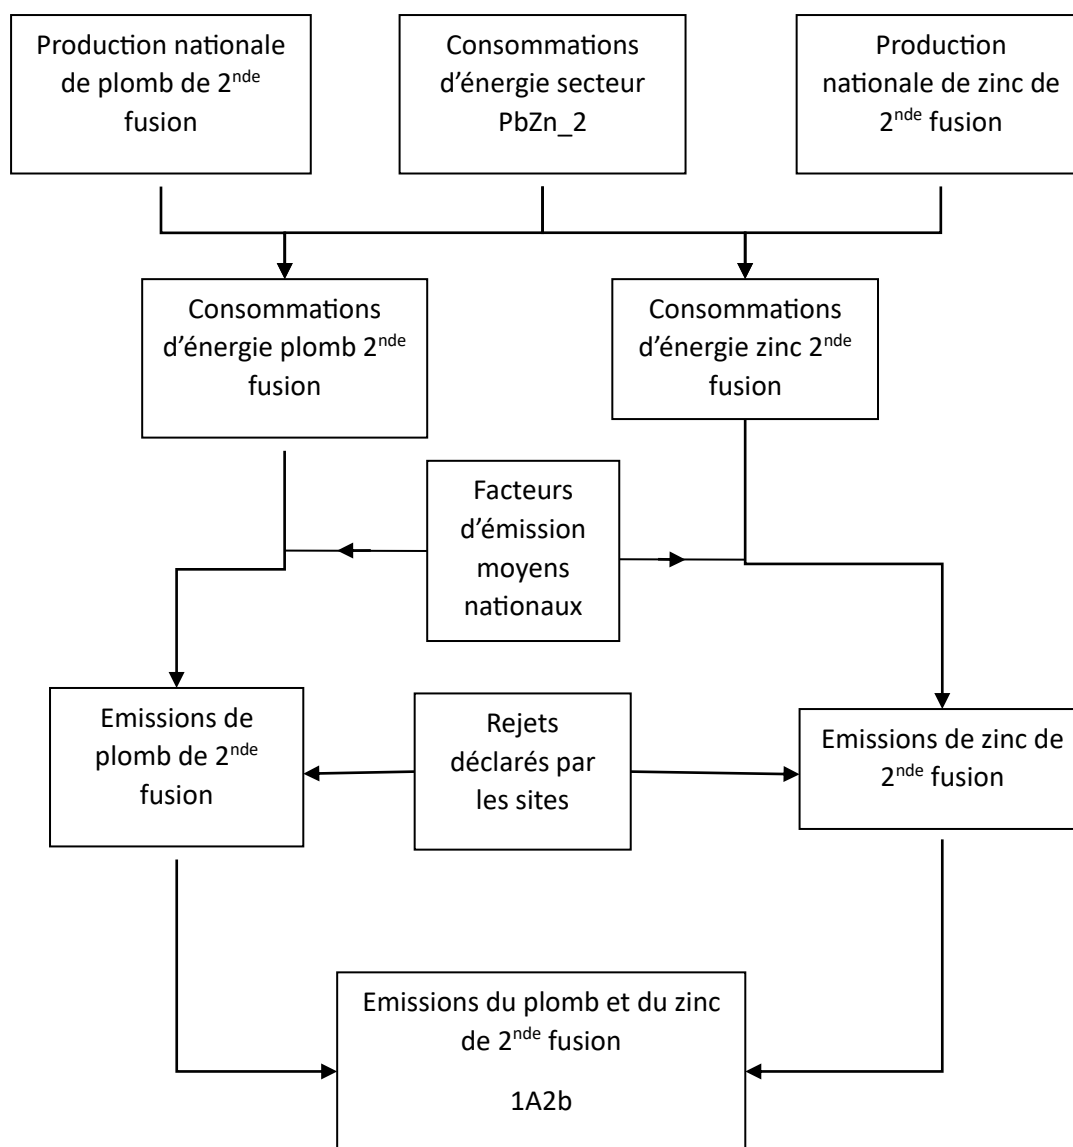 Production nationale
de plomb de 2nde
fusion
Consommations
d’énergie secteur
PbZn_2
Production
nationale de zinc de
2nde fusion
Consommations
d’énergie plomb 2nde
fusion
Consommations
d’énergie zinc 2nde
fusion
Facteurs
d’émission
moyens
nationaux
Emissions de
plomb de 2nde
fusion
Rejets
déclarés par
les sites
Emissions de zinc de
2nde fusion
Emissions du plomb et du zinc
de 2nde fusion
1A2b